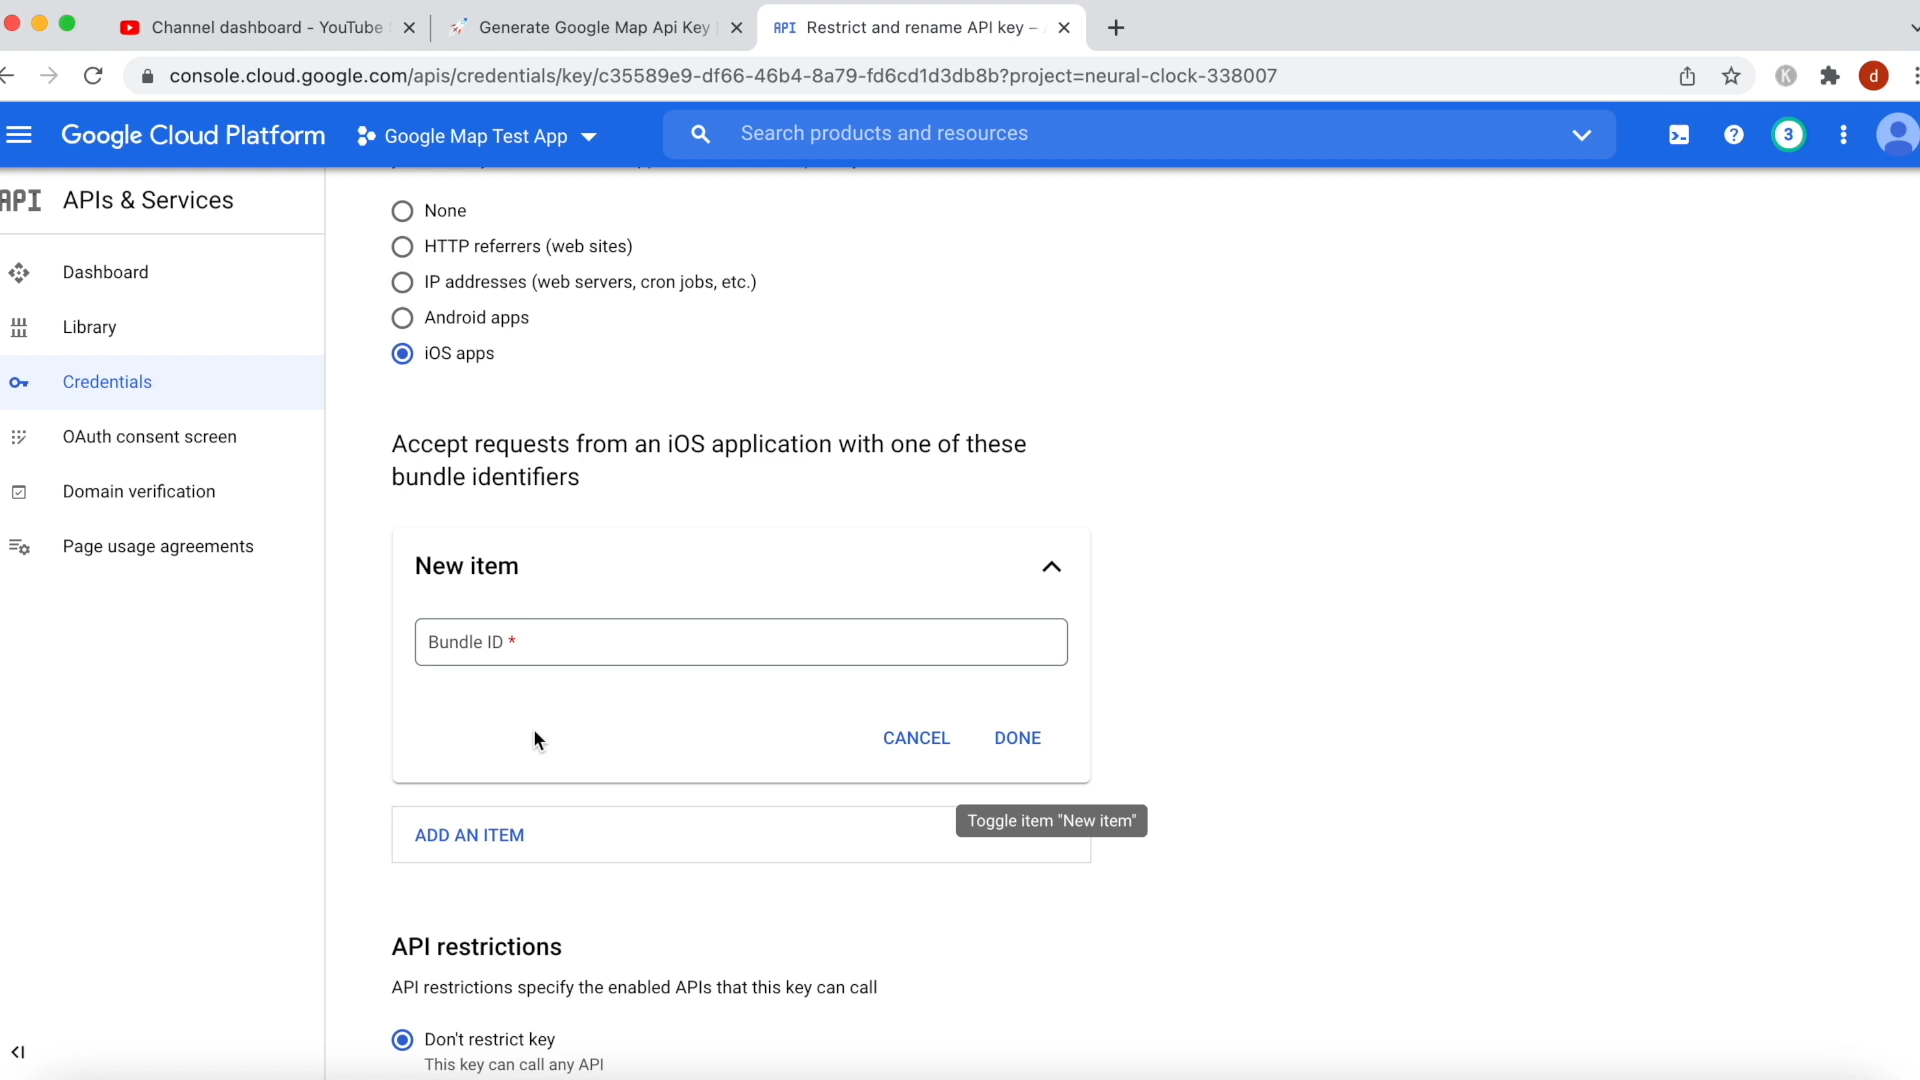 Channel dashboard - YouTube
Generate Google Map Api Key
API Restrict and rename API key –
console.cloud.google.com/apis/credentials/key/c35589e9-df66-46b4-8a79-fd6cd1d3db8b?project=neural-clock-338007
K
d
Google Cloud Platform
Google Map Test App
Search products and resources
3
API APIs & Services
Dashboard
Library
Credentials
OAuth consent screen
Domain verification
Page usage agreements
None
HTTP referrers (web sites)
IP addresses (web servers, cron jobs, etc.)
Android apps
iOS apps
Accept requests from an iOS application with one of these
bundle identifiers
New item
Bundle ID *
CANCEL
DONE
Toggle item "New item"
ADD AN ITEM
API restrictions
API restrictions specify the enabled APIs that this key can call
Don't restrict key
This key can call any API